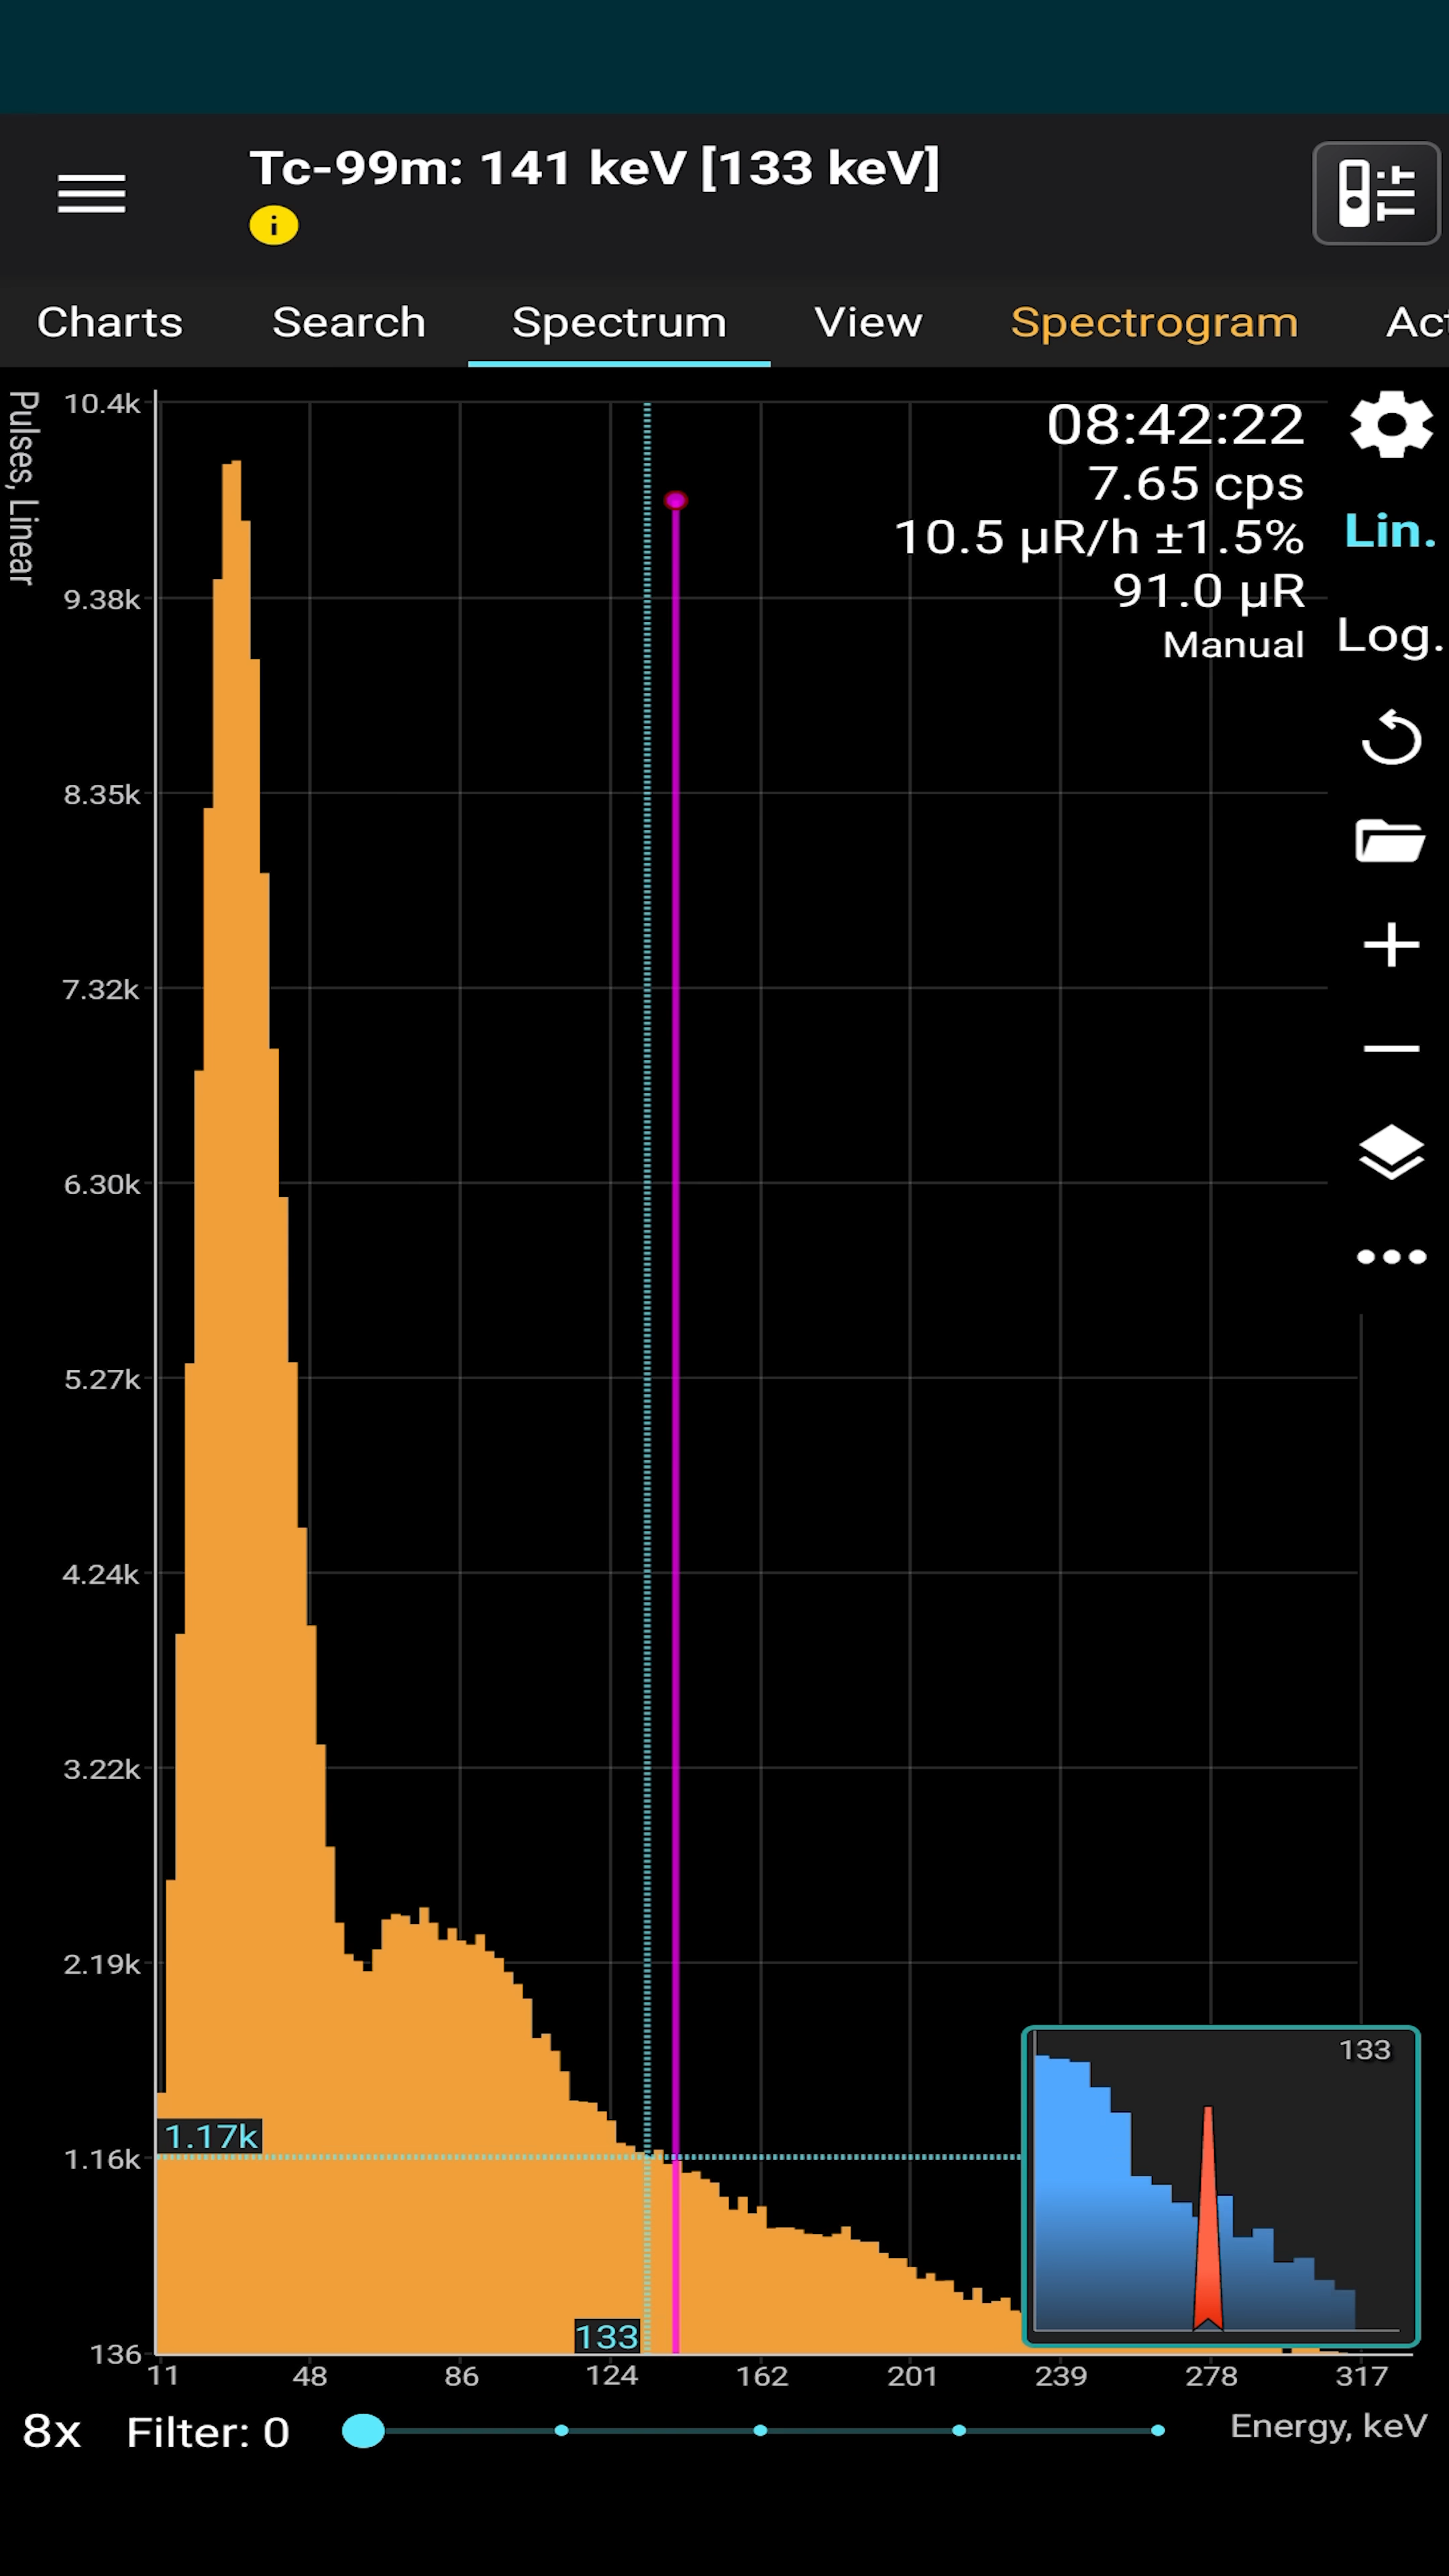 Tc-99m: 141 keV [133 keV]
i
Charts Search Spectrum View Spectrogram Act
Pulses, Linear
10.4k
9.38k
8.35k
7.32k
6.30k
5.27k
4.24k
3.22k
2.19k
1.16k
136
08:42:22
7.65 cps
10.5 µR/h ±1.5%
91.0 µR
Manual
Lin.
Log.
1.17k
133
133
11 48 86 124 162 201 239 278 317
8x Filter: 0 Energy, keV